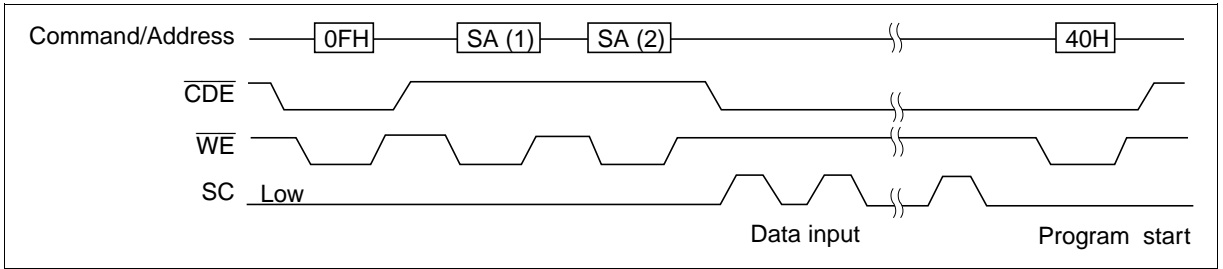 Command/Address 0FH SA (1) SA (2) 40H
CDE
WE
SC Low
Data input Program start